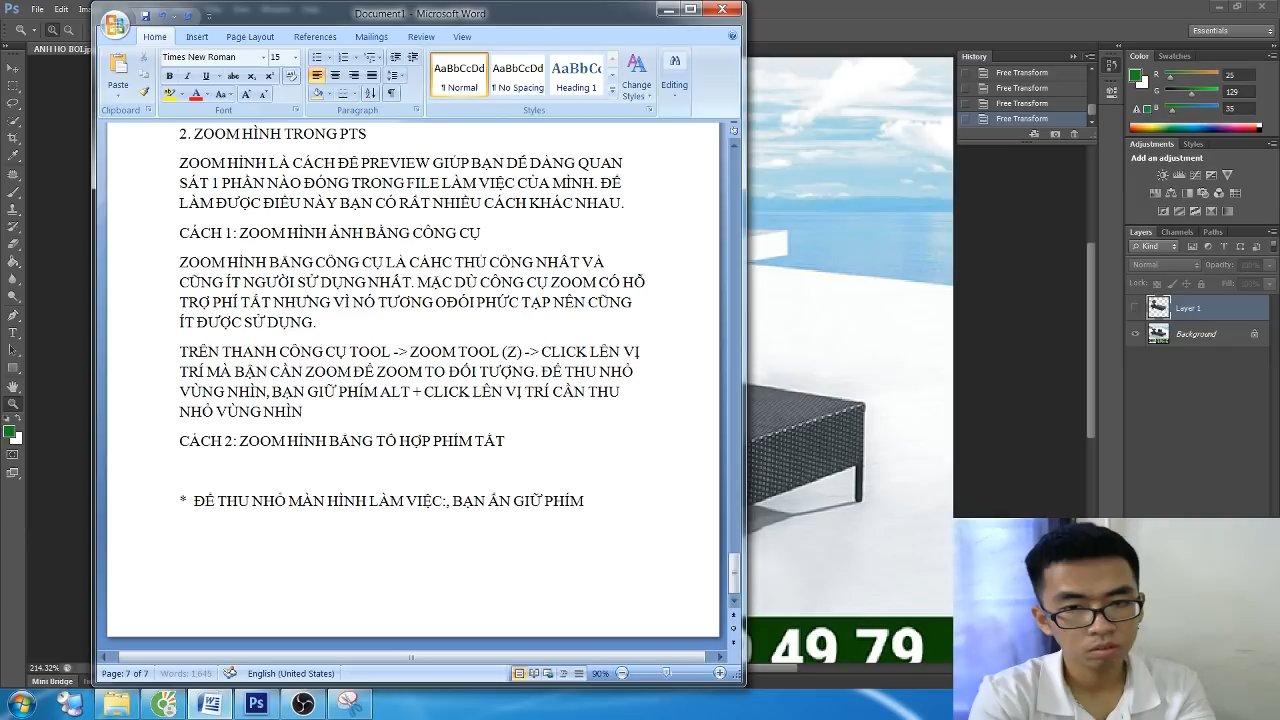 Document1 - Microsoft Word
Ps File Edit Im
Essentials
ANH HO BOI.jp
Home Insert Page Layout References Mailings Review View
Times New Roman 15
Paste
Clipboard
Font
Paragraph
AaBbCcDd AaBbCcDd AaBbCc
¶ Normal ¶ No Spacing Heading 1
Change Styles
Styles
Editing
2. ZOOM HÌNH TRONG PTS
ZOOM HÌNH LÀ CÁCH ĐỂ PREVIEW GIÚP BẠN DỄ DÀNG QUAN
SÁT 1 PHẦN NÀO ĐÓNG TRONG FILE LÀM VIỆC CỦA MÌNH. ĐỂ
LÀM ĐƯỢC ĐIỀU NÀY BẠN CÓ RẤT NHIỀU CÁCH KHÁC NHAU.
CÁCH 1: ZOOM HÌNH ẢNH BẰNG CÔNG CỤ
ZOOM HÌNH BẰNG CÔNG CỤ LÀ CÁHC THỦ CÔNG NHẤT VÀ
CŨNG ÍT NGƯỜI SỬ DỤNG NHẤT. MẶC DÙ CÔNG CỤ ZOOM CÓ HỖ
TRỢ PHÍ TẮT NHƯNG VÌ NÓ TƯƠNG OĐÓI PHỨC TẠP NÊN CŨNG
ÍT ĐƯỢC SỬ DỤNG.
TRÊN THANH CÔNG CỤ TOOL -> ZOOM TOOL (Z) -> CLICK LÊN VỊ
TRÍ MÀ BẠN CẦN ZOOM ĐỂ ZOOM TO ĐỐI TƯỢNG. ĐỂ THU NHỎ
VÙNG NHÌN, BẠN GIỮ PHÍM ALT + CLICK LÊN VỊ TRÍ CẦN THU
NHỎ VÙNG NHÌN
CÁCH 2: ZOOM HÌNH BẰNG TỔ HỢP PHÍM TẮT
* ĐỂ THU NHỎ MÀN HÌNH LÀM VIỆC:, BẠN ẤN GIỮ PHÍM
Page: 7 of 7 Words: 1,645 English (United States) 90%
214.32%
Mini Bridge
49 79
History
Free Transform
Free Transform
Free Transform
Free Transform
Color Swatches
R 25
G 129
B 35
Adjustments Styles
Add an adjustment
Layers Channels Paths
Kind
Normal Opacity:
Lock: Fill:
Layer 1
Background